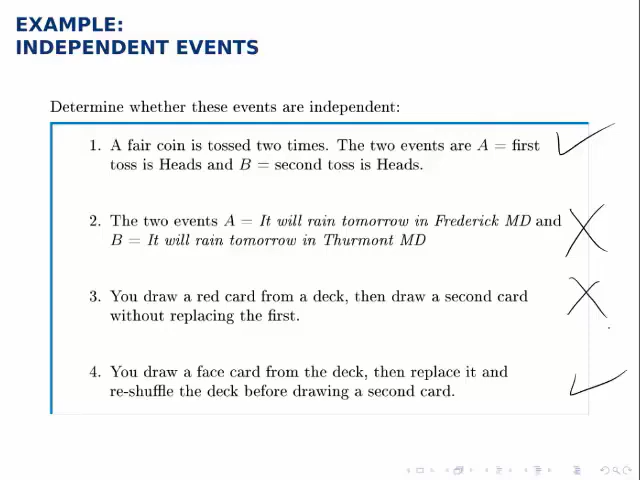 EXAMPLE:
INDEPENDENT EVENTS
Determine whether these events are independent:
1. A fair coin is tossed two times. The two events are A = first
toss is Heads and B = second toss is Heads.
2. The two events A = It will rain tomorrow in Frederick MD and
B = It will rain tomorrow in Thurmont MD
3. You draw a red card from a deck, then draw a second card
without replacing the first.
4. You draw a face card from the deck, then replace it and
re-shuffle the deck before drawing a second card.